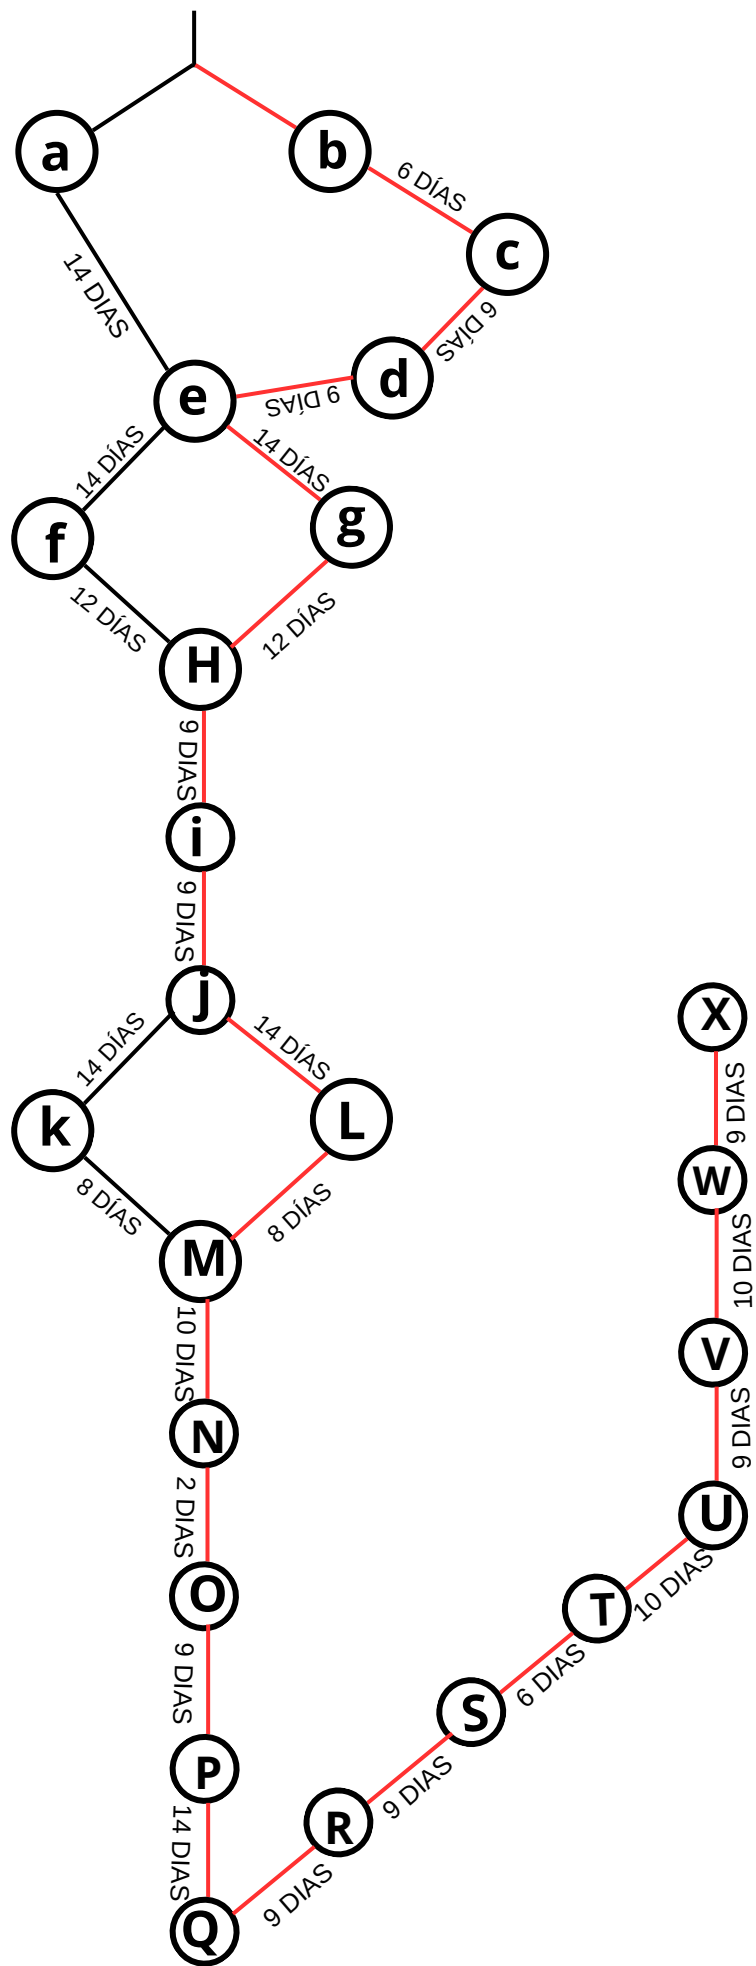 a
b
6 DÍAS
c
14 DIAS
6 DÍAS
d
9 DÍAS
e
14 DÍAS
14 DÍAS
f
g
12 DÍAS
12 DÍAS
H
9 DIAS
i
9 DIAS
j
14 DÍAS
14 DÍAS
k
L
8 DÍAS
8 DÍAS
M
10 DIAS
N
2 DIAS
O
9 DIAS
P
14 DIAS
Q
9 DIAS
R
9 DIAS
S
6 DIAS
T
10 DIAS
U
9 DIAS
V
10 DIAS
W
9 DIAS
X